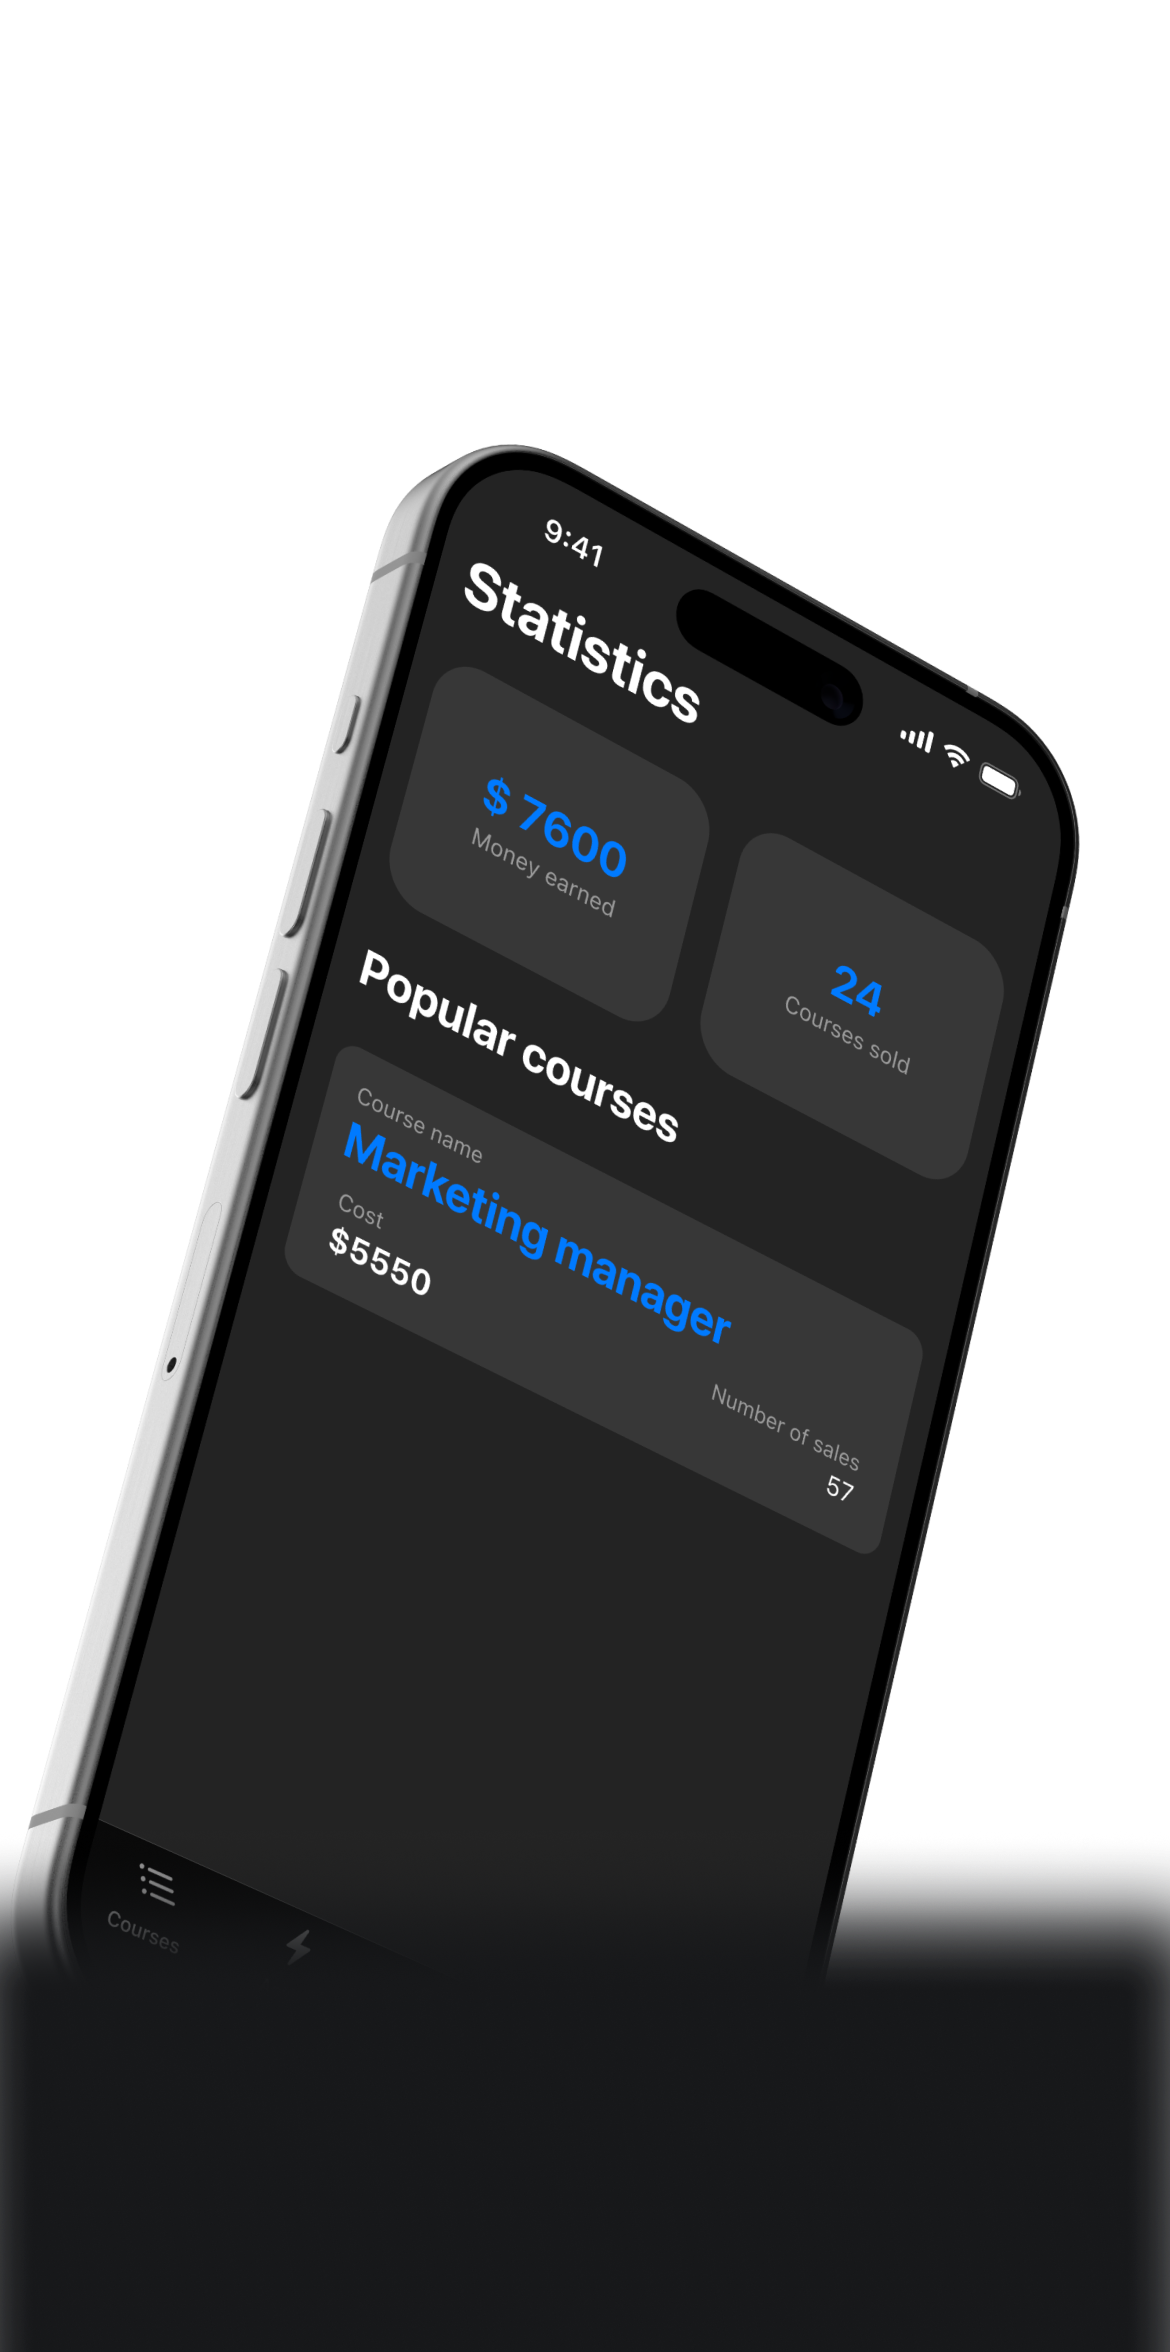 9:41
Statistics
$ 7600
Money earned
24
Courses sold
Popular courses
Course name
Marketing manager
Cost
$5550
Number of sales
57
Courses